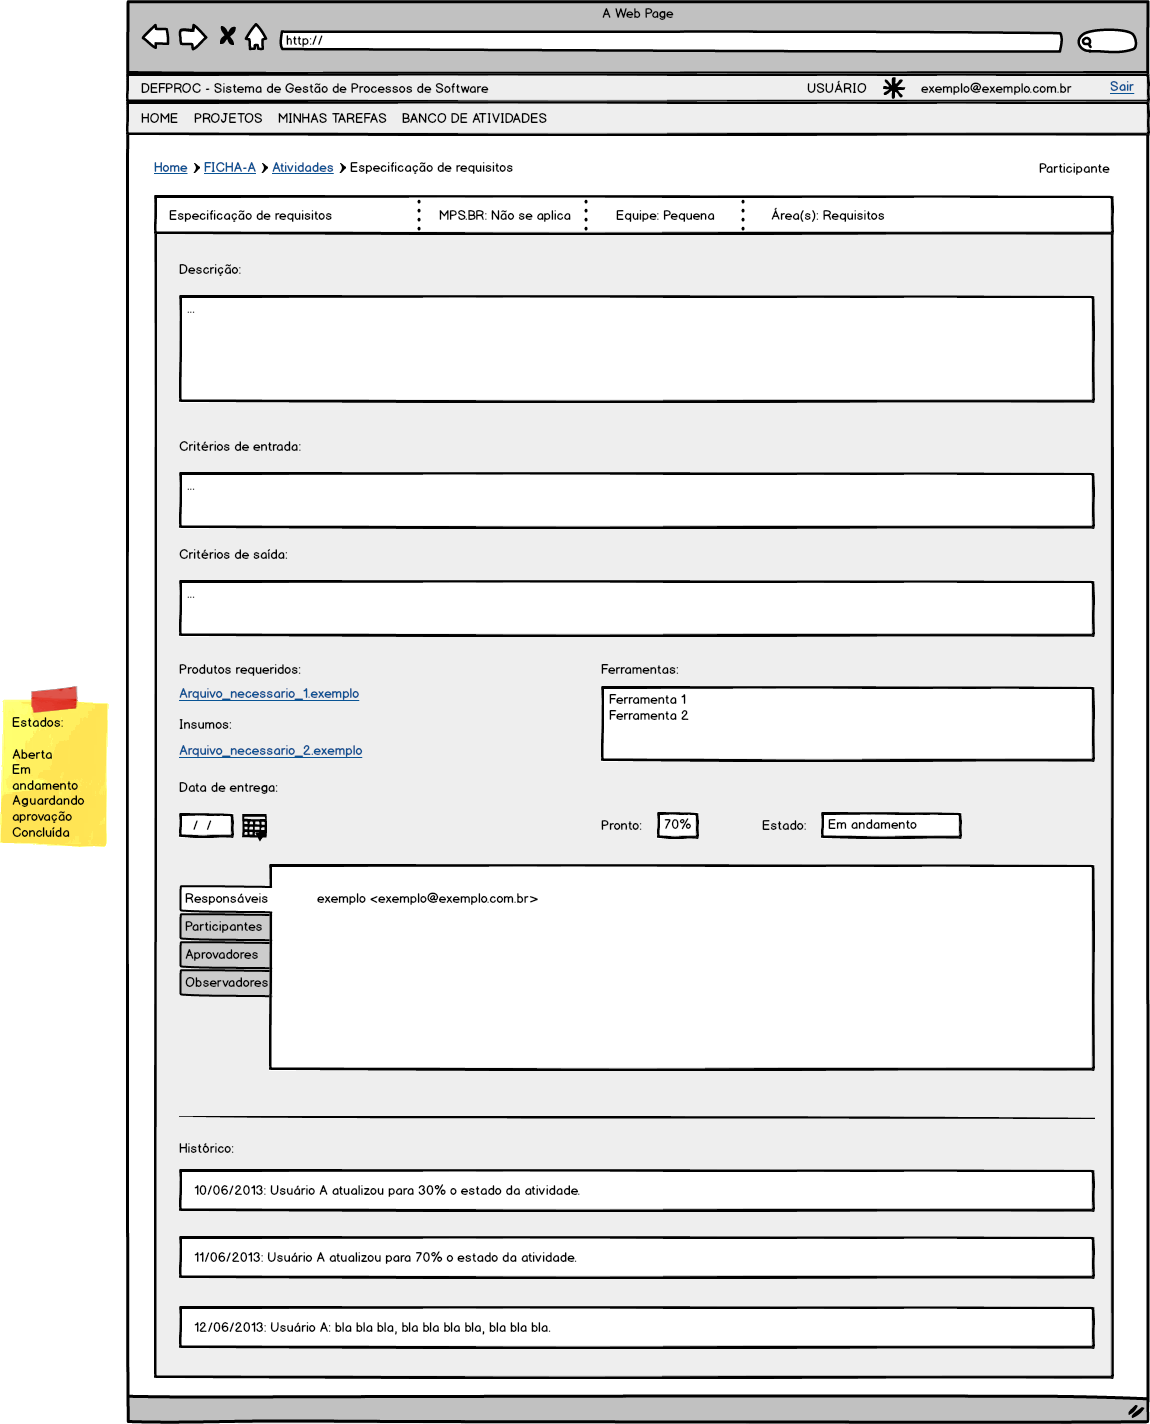 A Web Page
http://
DEFPROC - Sistema de Gestão de Processos de Software USUÁRIO exemplo@exemplo.com.br Sair
HOME PROJETOS MINHAS TAREFAS BANCO DE ATIVIDADES
Home FICHA-A Atividades Especificação de requisitos Participante
Especificação de requisitos MPS.BR: Não se aplica Equipe: Pequena Área(s): Requisitos
Descrição:
...
Critérios de entrada:
...
Critérios de saída:
...
Produtos requeridos:
Arquivo_necessario_1.exemplo
Insumos:
Arquivo_necessario_2.exemplo
Ferramentas:
Ferramenta 1
Ferramenta 2
Data de entrega:
/ /
Pronto: 70% Estado: Em andamento
Responsáveis
Participantes
Aprovadores
Observadores
exemplo <exemplo@exemplo.com.br>
Histórico:
10/06/2013: Usuário A atualizou para 30% o estado da atividade.
11/06/2013: Usuário A atualizou para 70% o estado da atividade.
12/06/2013: Usuário A: bla bla bla, bla bla bla bla, bla bla bla.
Estados:
Aberta
Em
andamento
Aguardando
aprovação
Concluída